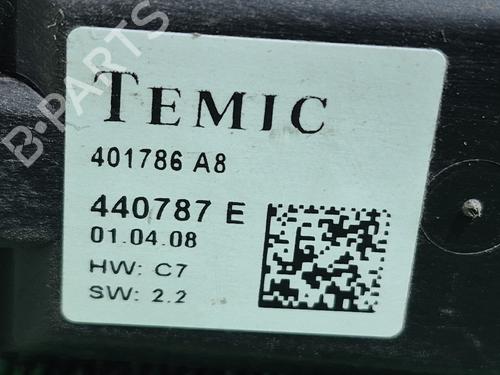 B-PARTS
TEMIC
401786 A8
440787 E
01.04.08
HW: C7
SW: 2.2